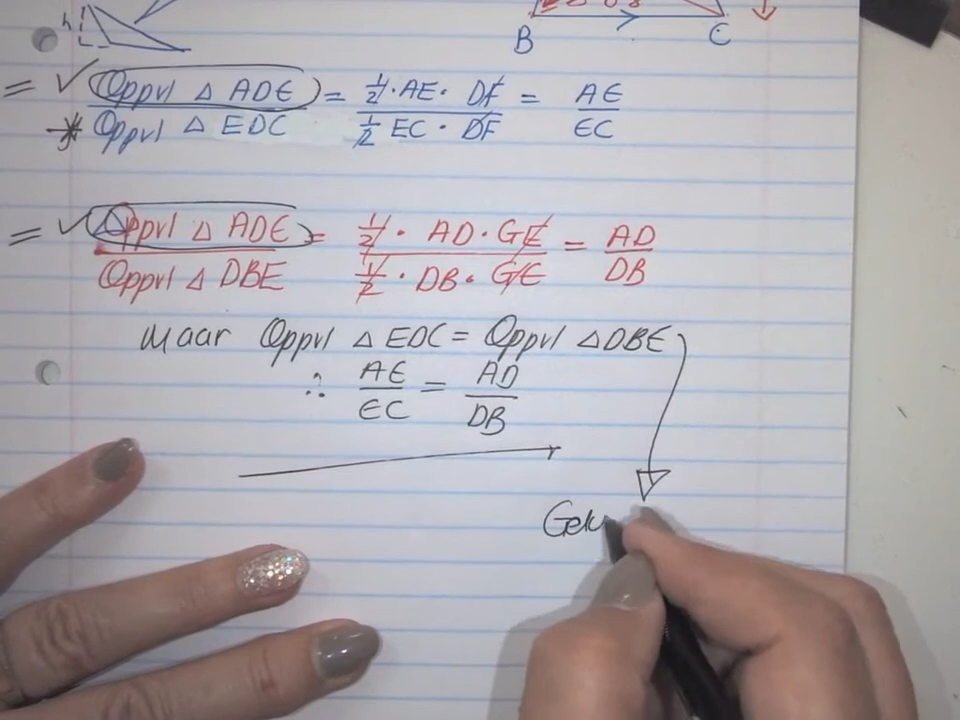 h
B C
= ✓ Oppvl △ ADE = ½ · AE · DF = AE
* Oppvl △ EDC ½ EC · DF EC
= ✓ Oppvl △ ADE = ½ · AD · GE = AD
Oppvl △ DBE ½ · DB · GE DB
Maar Oppvl △ EDC = Oppvl △ DBE
∴ AE = AD
EC DB